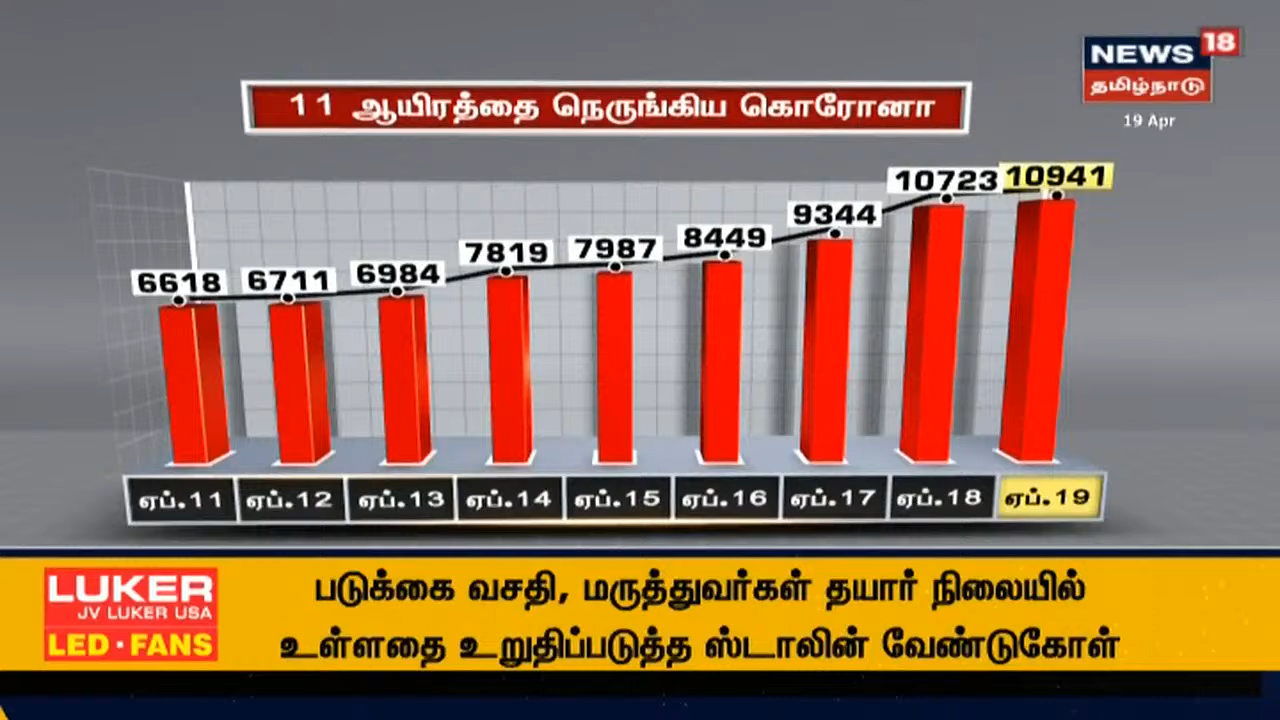 NEWS 18
தமிழ்நாடு
19 Apr
11 ஆயிரத்தை நெருங்கிய கொரோனா
6618 6711 6984 7819 7987 8449 9344 10723 10941
ஏப்.11 ஏப்.12 ஏப்.13 ஏப்.14 ஏப்.15 ஏப்.16 ஏப்.17 ஏப்.18 ஏப்.19
LUKER
JV LUKER USA
LED·FANS
படுக்கை வசதி, மருத்துவர்கள் தயார் நிலையில்
உள்ளதை உறுதிப்படுத்த ஸ்டாலின் வேண்டுகோள்